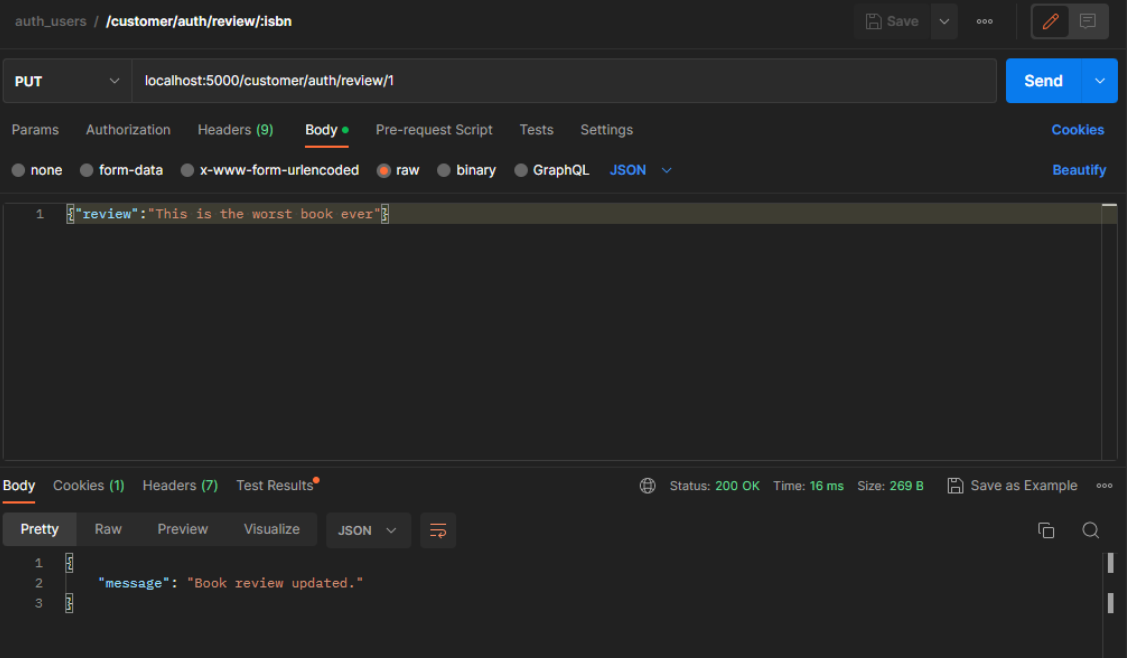 auth_users / /customer/auth/review/:isbn Save
PUT localhost:5000/customer/auth/review/1 Send
Params Authorization Headers (9) Body Pre-request Script Tests Settings Cookies
none form-data x-www-form-urlencoded raw binary GraphQL JSON Beautify
1 {"review":"This is the worst book ever"}
Body Cookies (1) Headers (7) Test Results Status: 200 OK Time: 16 ms Size: 269 B Save as Example
Pretty Raw Preview Visualize JSON
1 {
2 "message": "Book review updated."
3 }